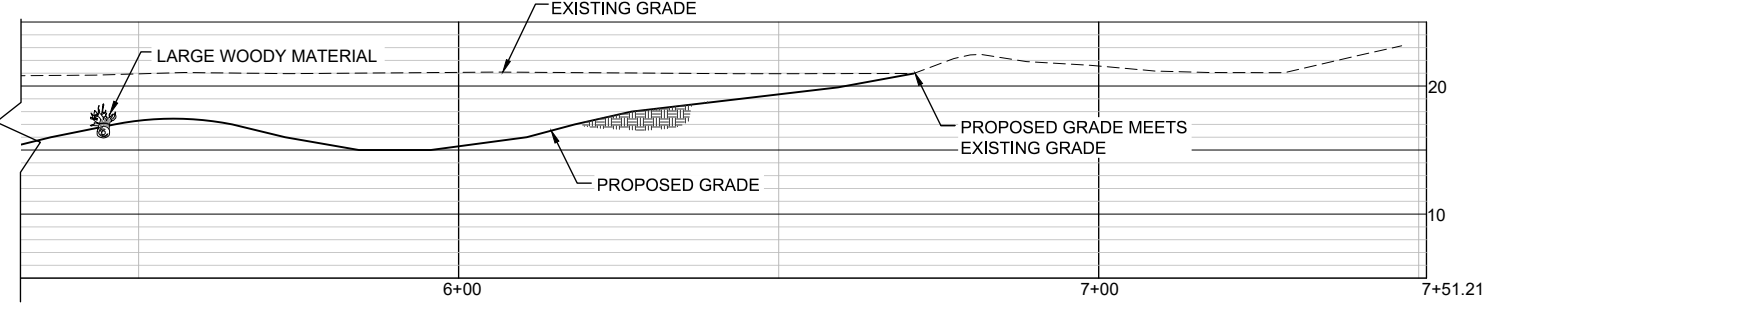 EXISTING GRADE
LARGE WOODY MATERIAL
20
PROPOSED GRADE MEETS
EXISTING GRADE
PROPOSED GRADE
10
6+00
7+00
7+51.21